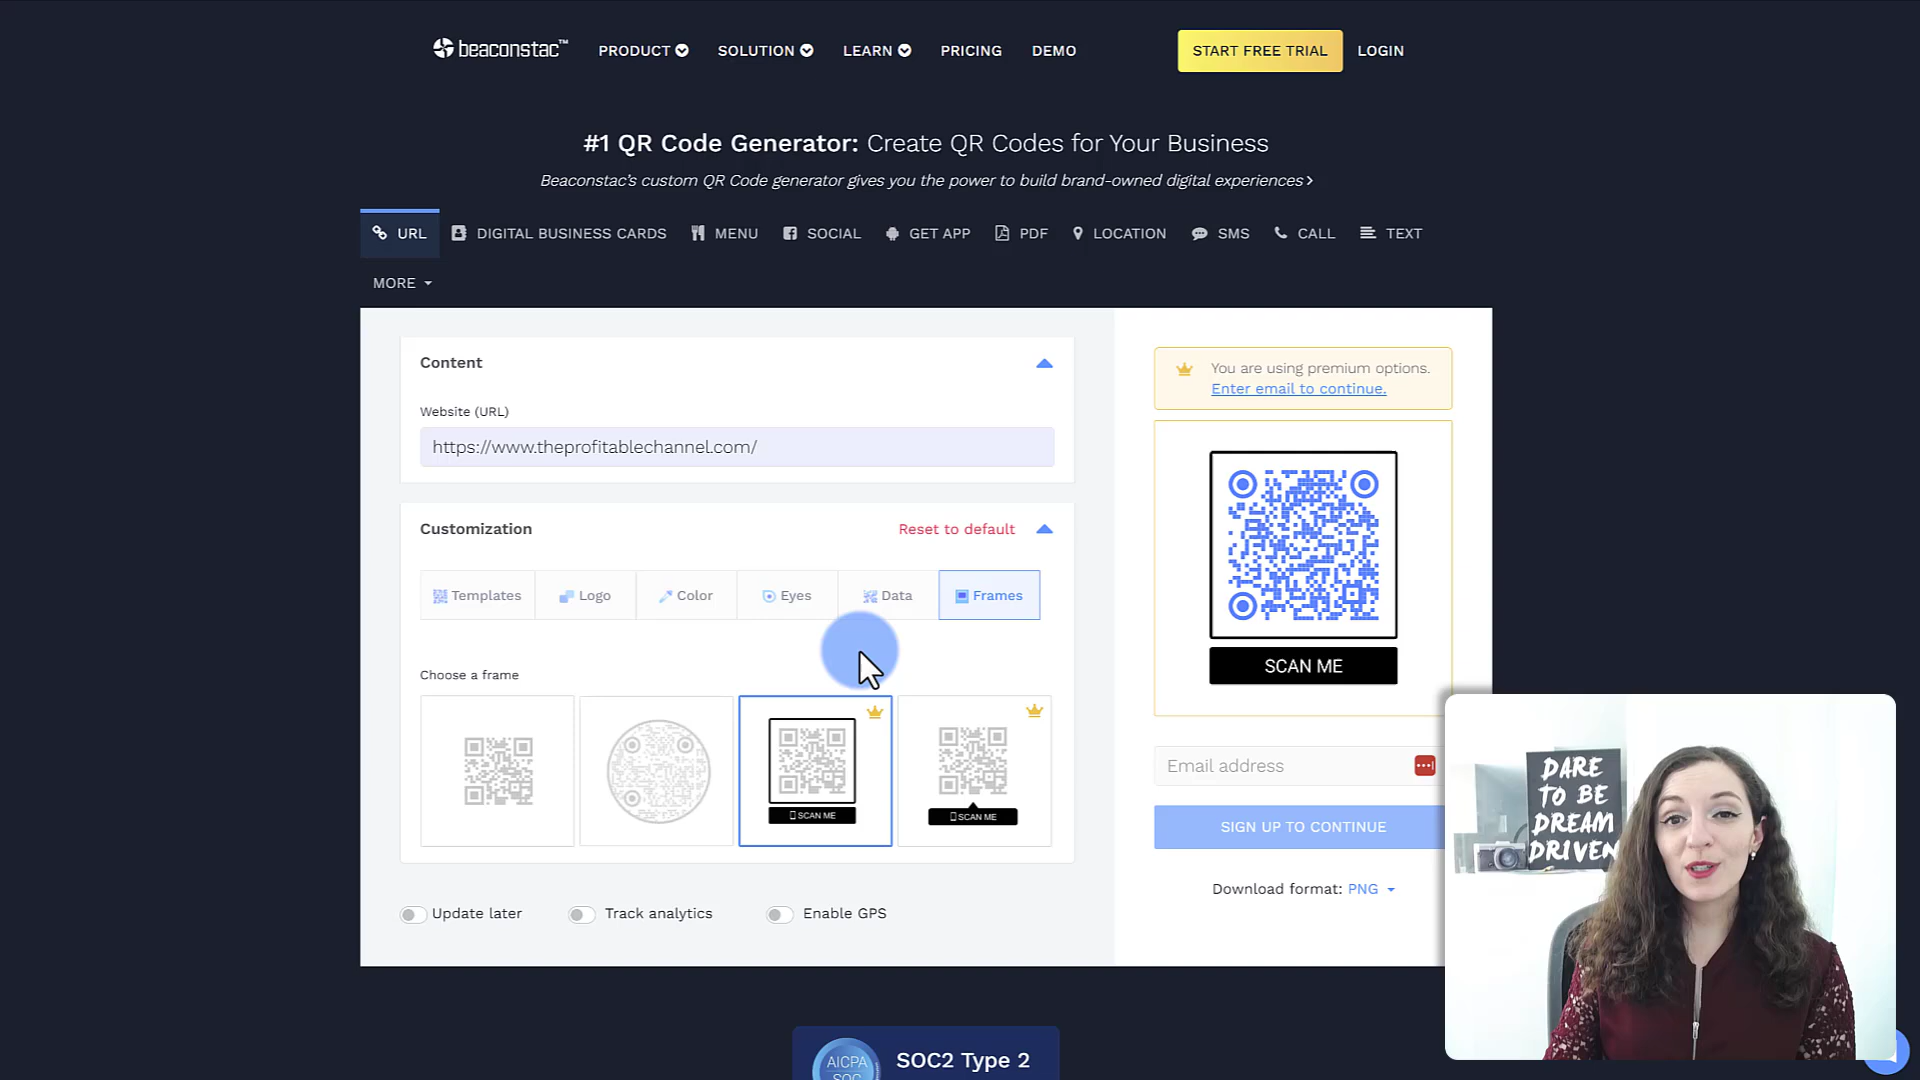 beaconstac™ PRODUCT SOLUTION LEARN PRICING DEMO START FREE TRIAL LOGIN
#1 QR Code Generator: Create QR Codes for Your Business
Beaconstac's custom QR Code generator gives you the power to build brand-owned digital experiences
URL DIGITAL BUSINESS CARDS MENU SOCIAL GET APP PDF LOCATION SMS CALL TEXT
MORE
Content
Website (URL)
https://www.theprofitablechannel.com/
Customization Reset to default
Templates Logo Color Eyes Data Frames
Choose a frame
SCAN ME
SCAN ME
Update later Track analytics Enable GPS
You are using premium options.
Enter email to continue.
SCAN ME
Email address
SIGN UP TO CONTINUE
Download format: PNG
DARE
TO BE
DREAM
DRIVEN
AICPA
SOC
SOC2 Type 2